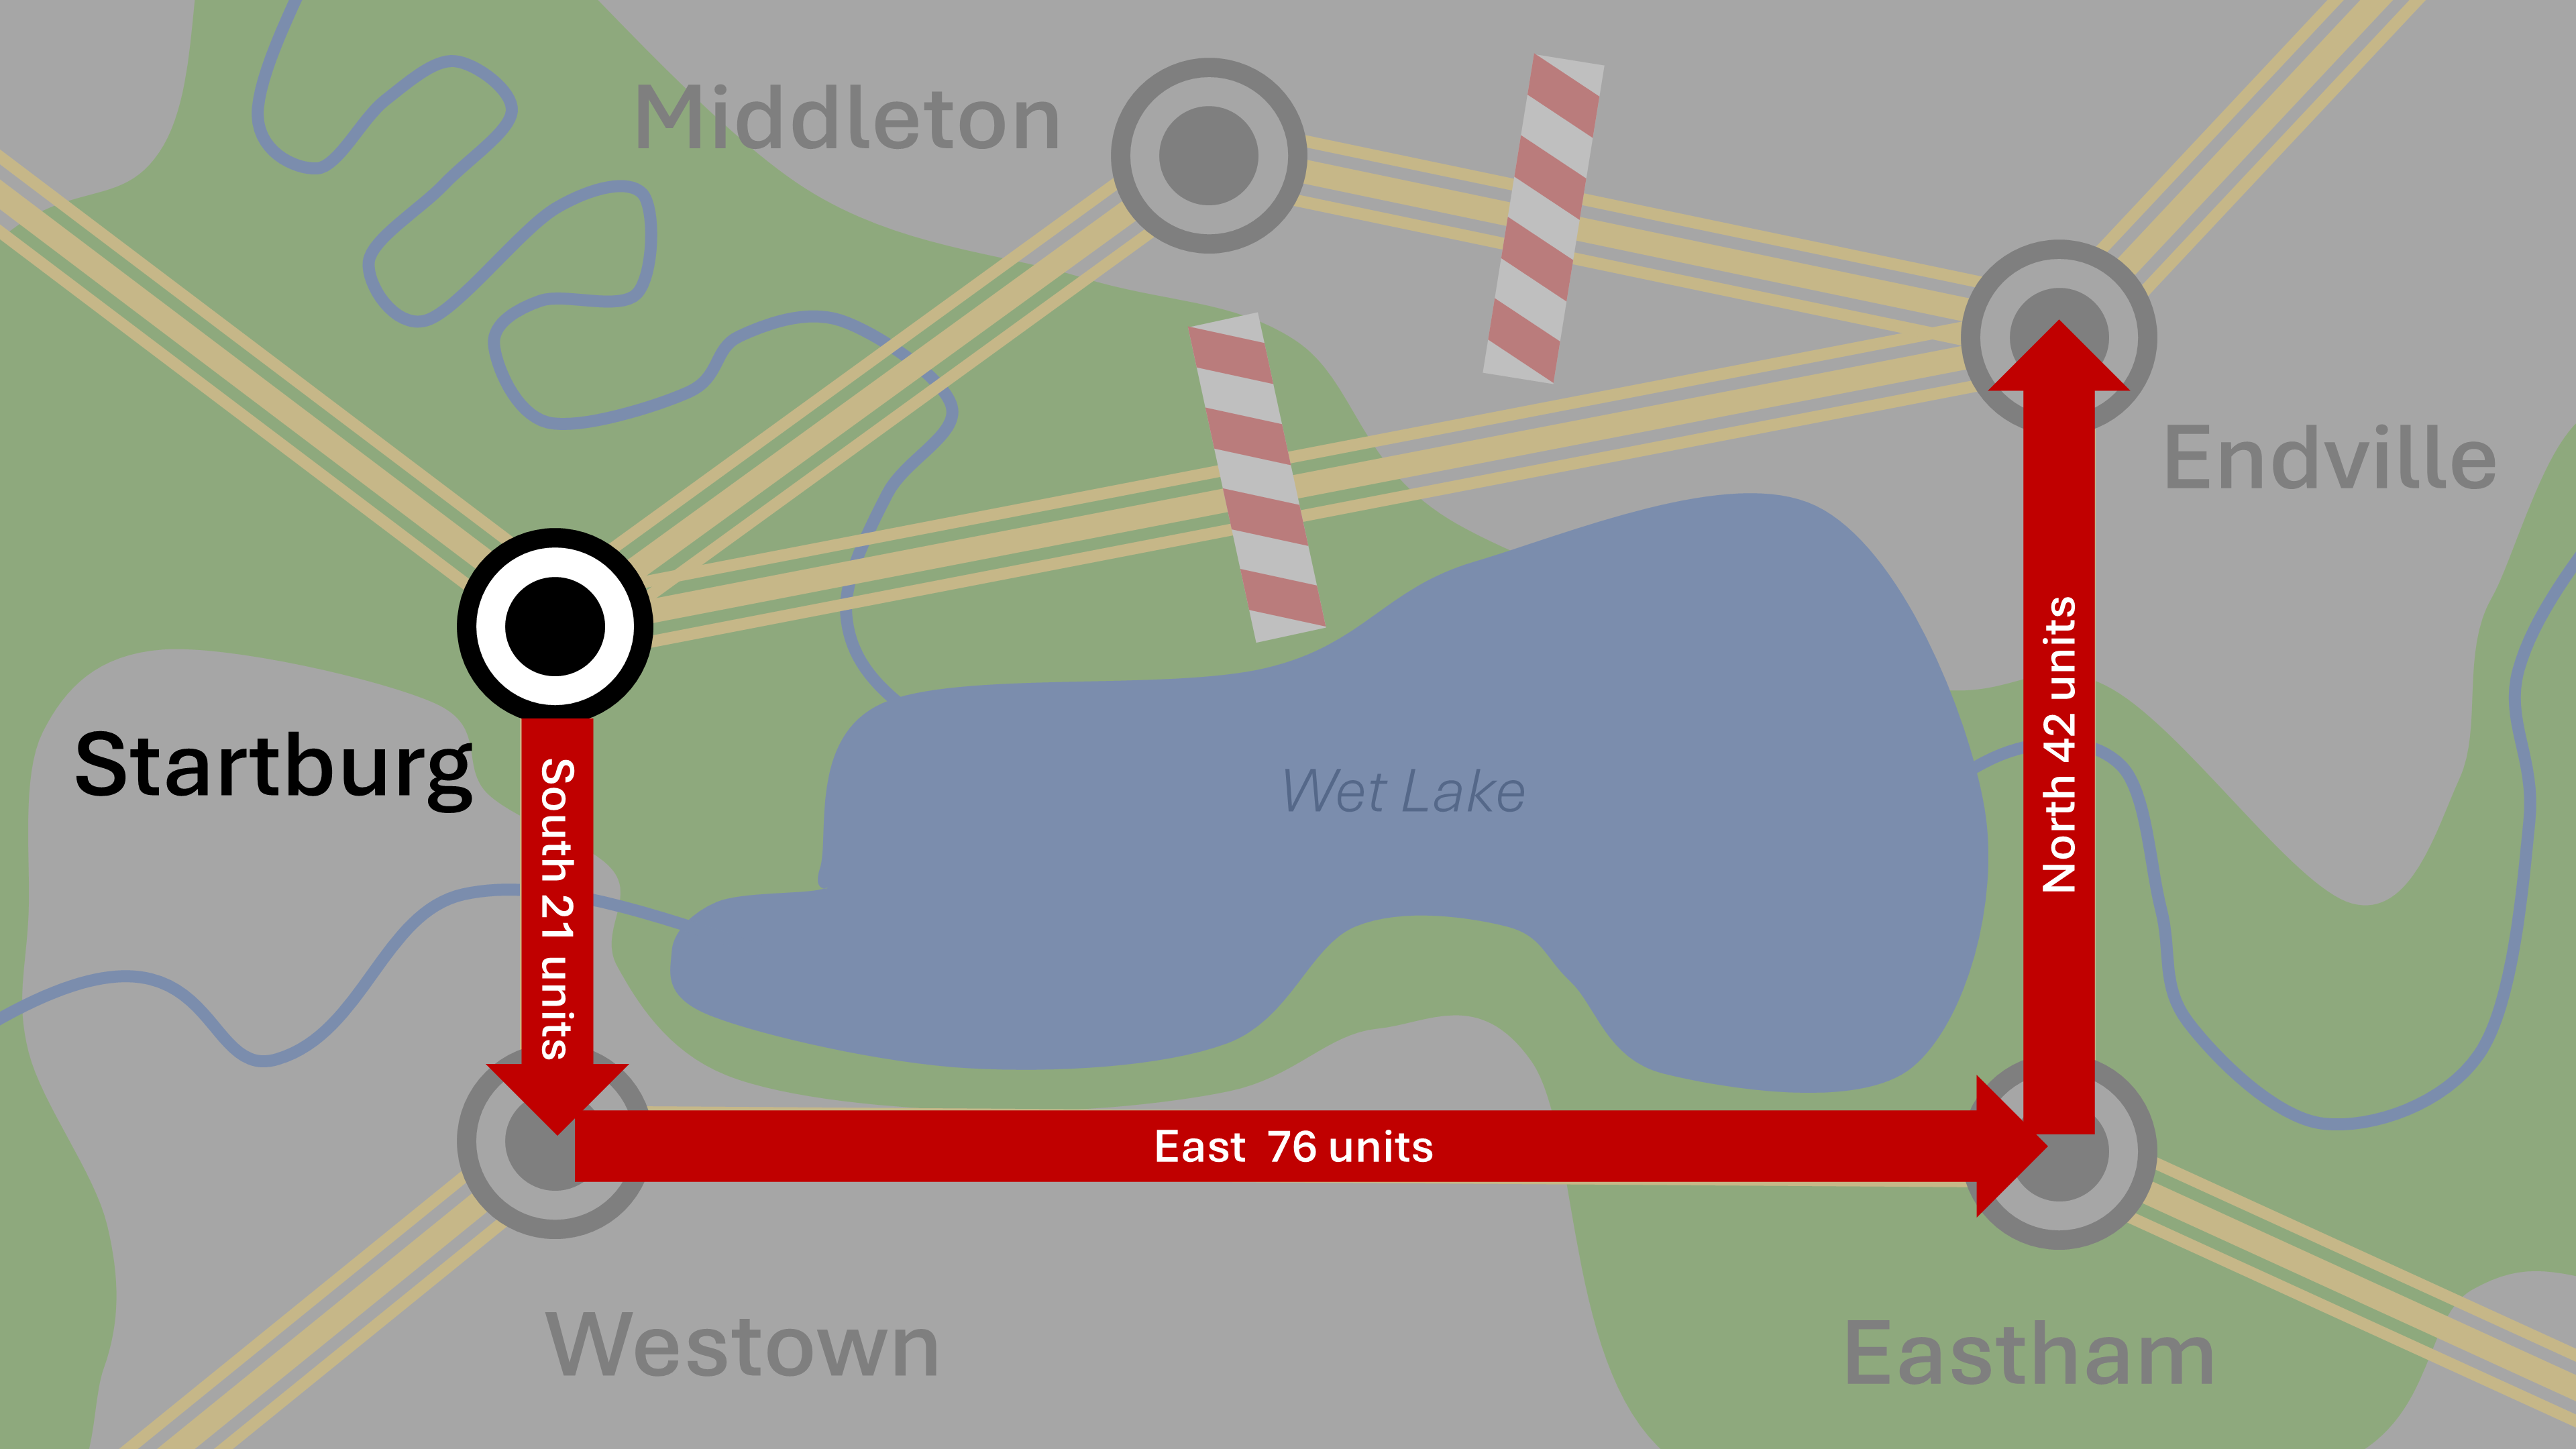 Middleton
Endville
Startburg
South 21 units
North 42 units
Wet Lake
East 76 units
Westown
Eastham